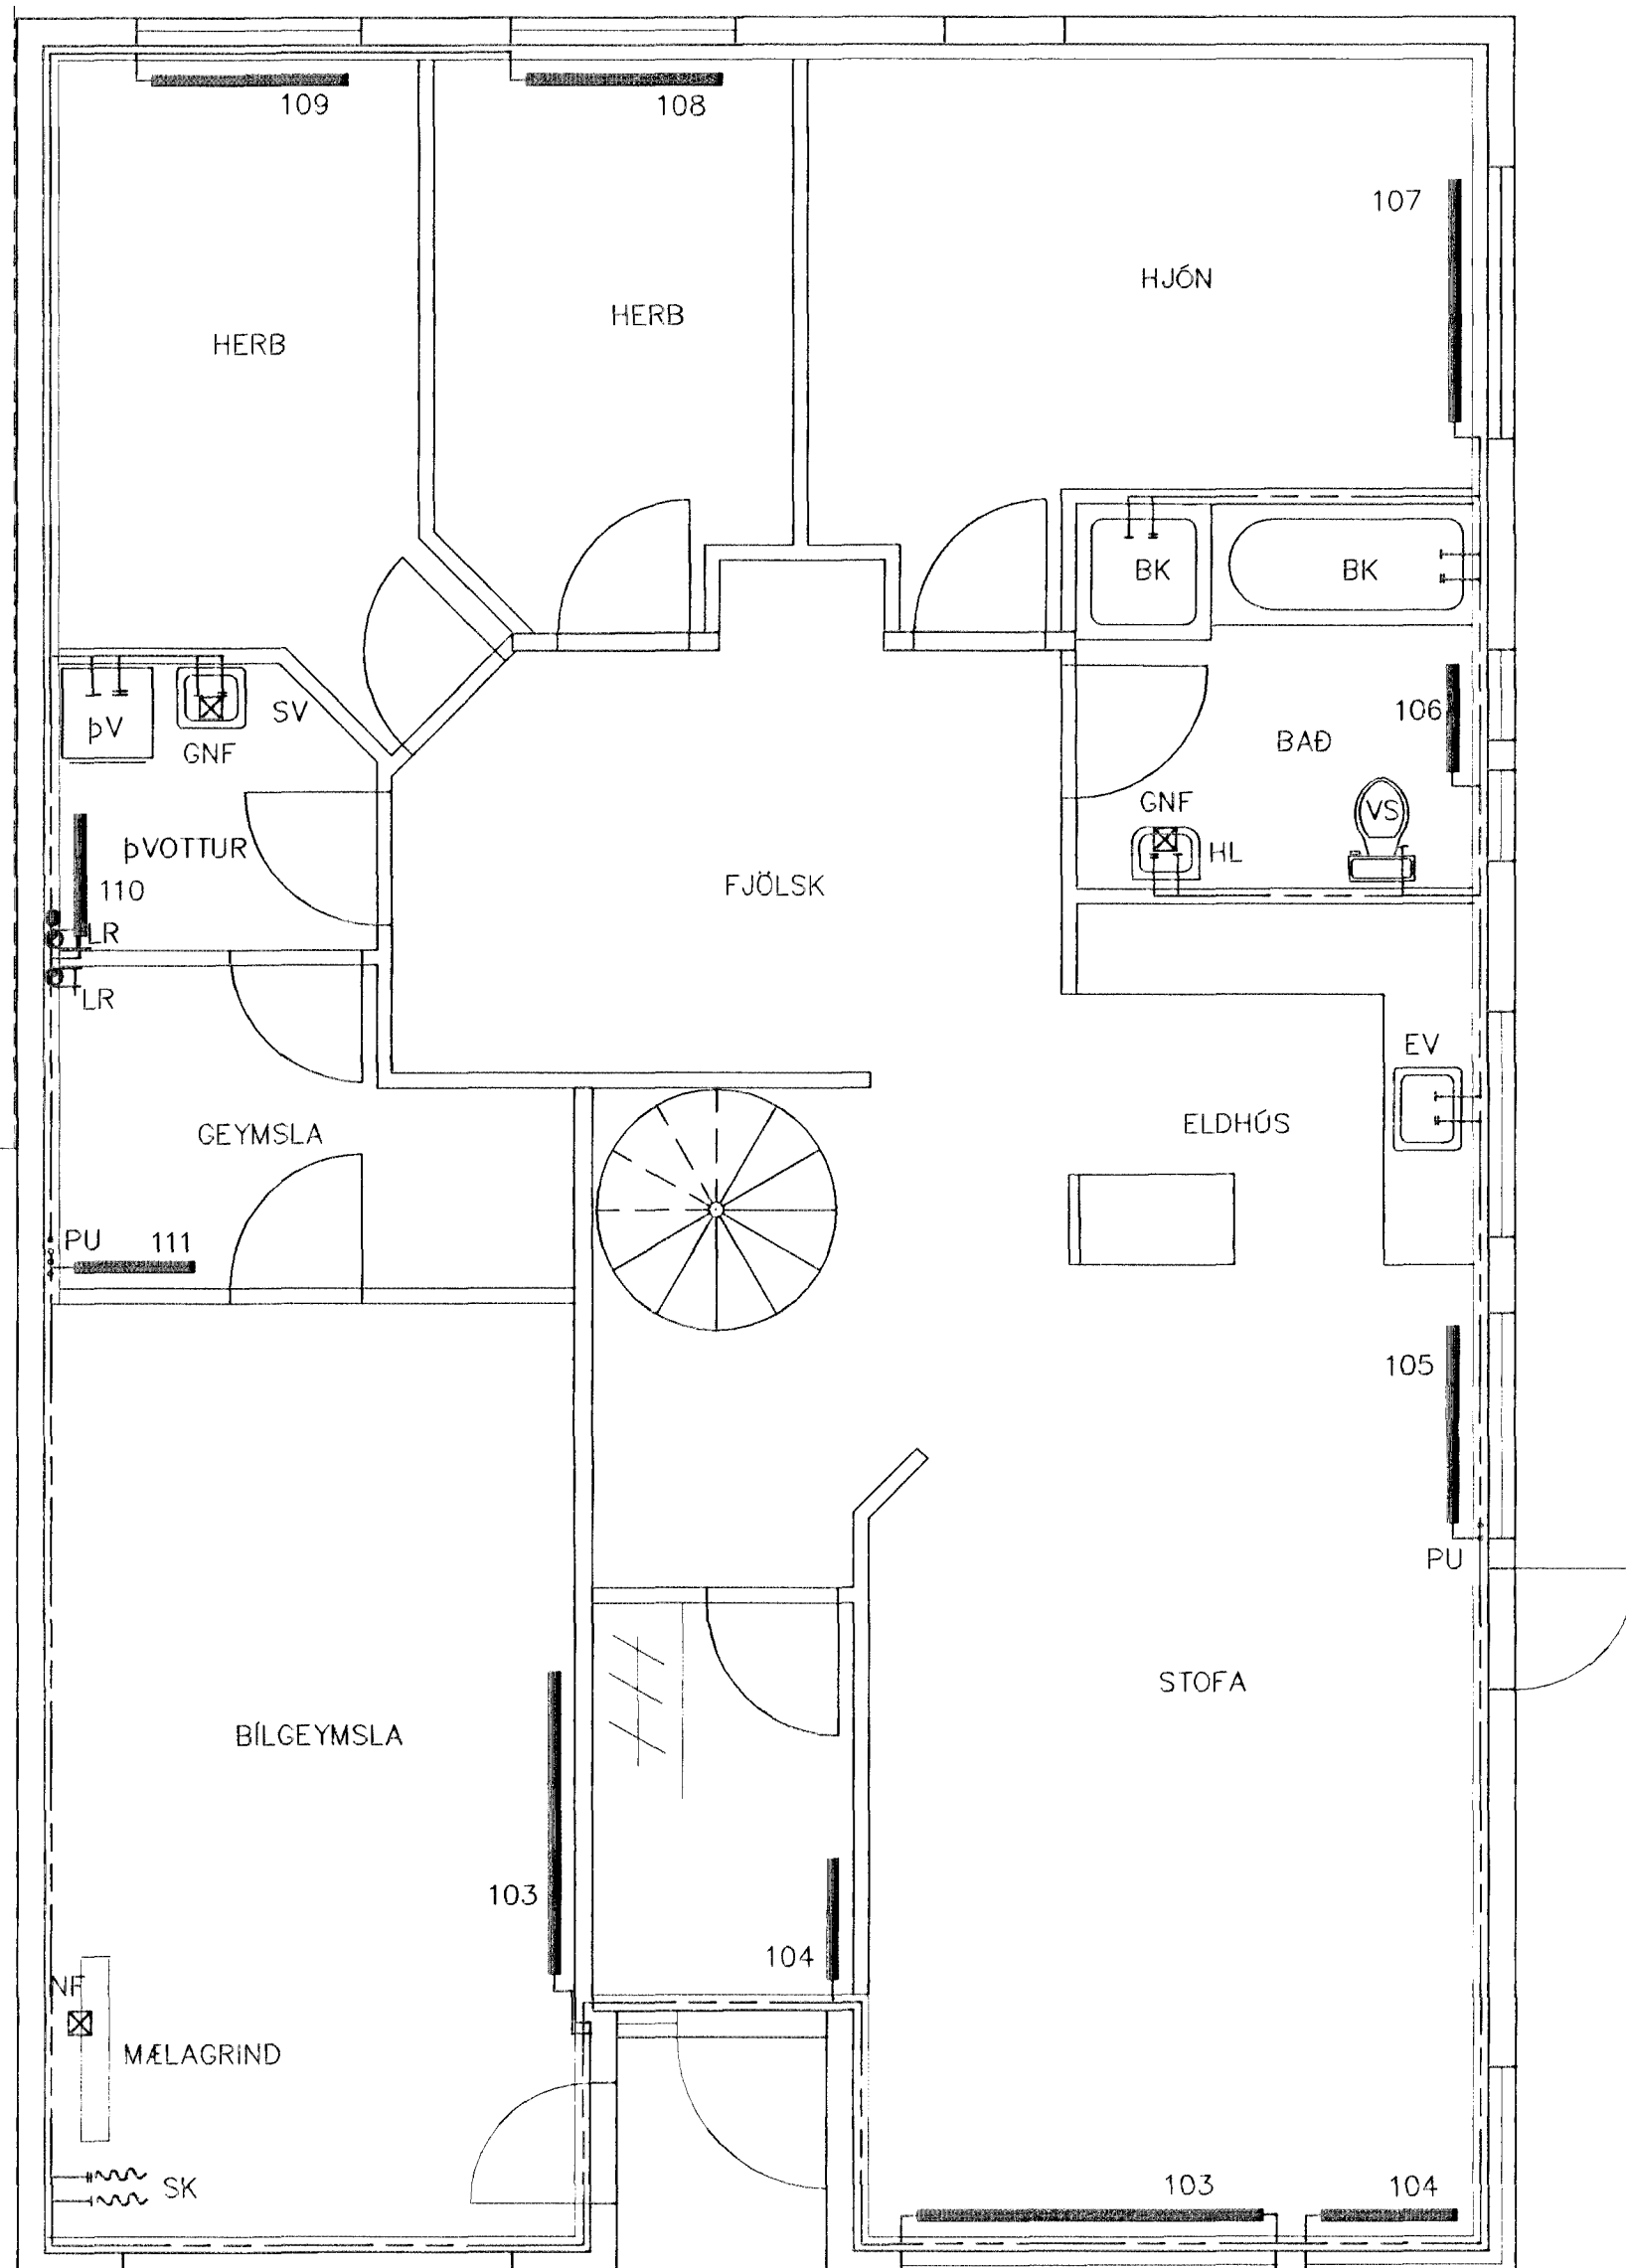 109
108
107
HJÓN
HERB
HERB
BK
BK
SV
ÞV
GNF
106
BAÐ
GNF
VS
HL
ÞVOTTUR
110
FJÖLSK
LR
LR
EV
GEYMSLA
ELDHÚS
PU
111
105
PU
STOFA
BÍLGEYMSLA
103
104
NF
MÆLAGRIND
SK
103
104